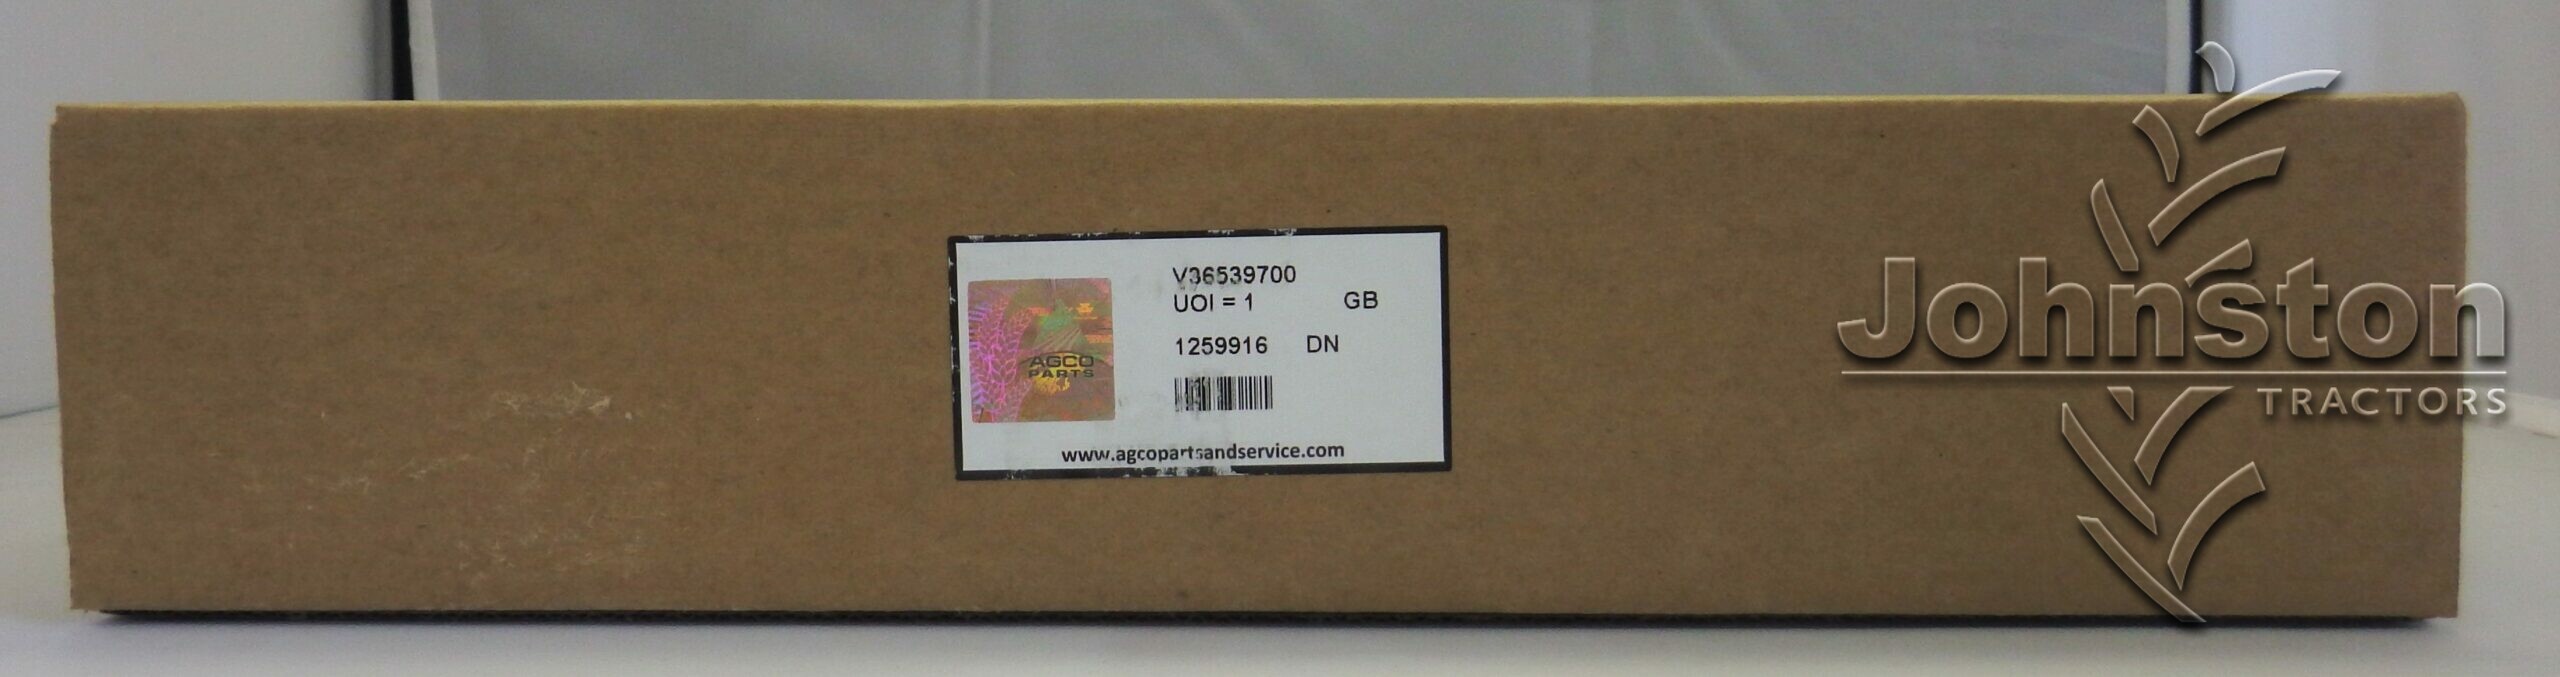 V36539700
UOI = 1 GB
1259916 DN
AGCO
PARTS
www.agcopartsandservice.com
Johnston
TRACTORS